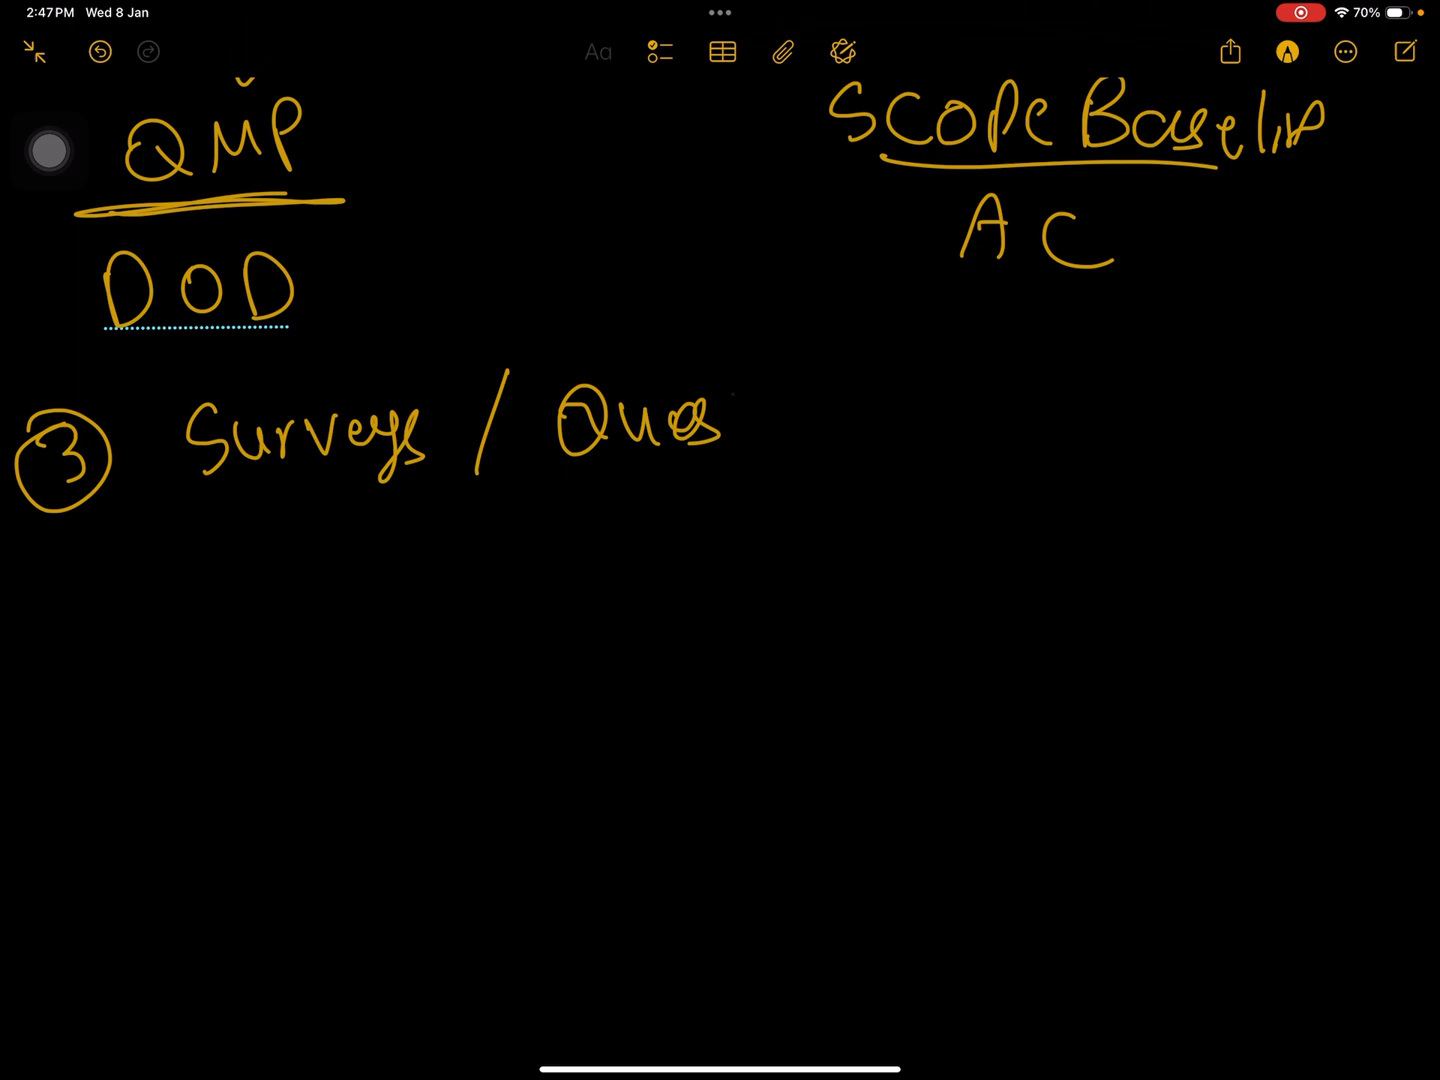 2:47 PM Wed 8 Jan
70%
Aa
QMP
SCOPE Baseline
DOD
AC
3 Surveys / Ques